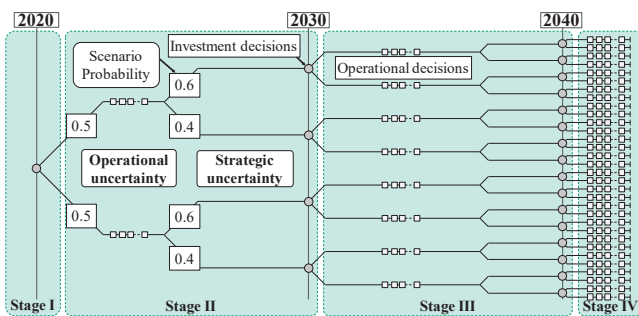 2020
2030
2040
Scenario
Probability
Investment decisions
Operational decisions
0.6
0.5
0.4
Operational
uncertainty
Strategic
uncertainty
0.5
0.6
0.4
Stage I
Stage II
Stage III
Stage IV